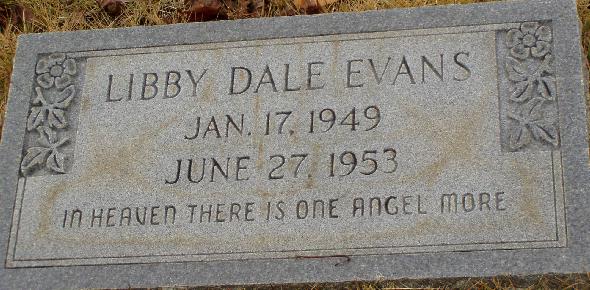 LIBBY DALE EVANS
JAN. 17, 1949
JUNE 27, 1953
IN HEAVEN THERE IS ONE ANGEL MORE